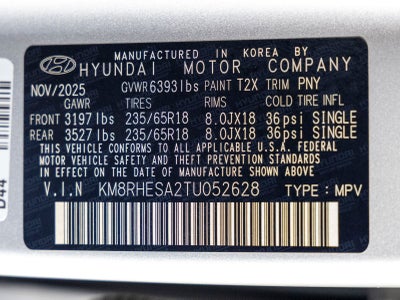 MANUFACTURED IN KOREA BY
HYUNDAI MOTOR COMPANY
NOV/2025 GVWR 6393lbs PAINT T2X TRIM PNY
GAWR TIRES RIMS COLD TIRE INFL
FRONT 3197lbs 235/65R18 8.0JX18 36psi SINGLE
REAR 3527lbs 235/65R18 8.0JX18 36psi SINGLE
THIS VEHICLE CONFORMS TO ALL APPLICABLE U.S.A. FEDERAL
MOTOR VEHICLE SAFETY AND THEFT PREVENTION STANDARDS
IN EFFECT ON THE DATE OF MANUFACTURE SHOWN ABOVE.
V.I.N KM8RHESA2TU052628 TYPE : MPV
D44